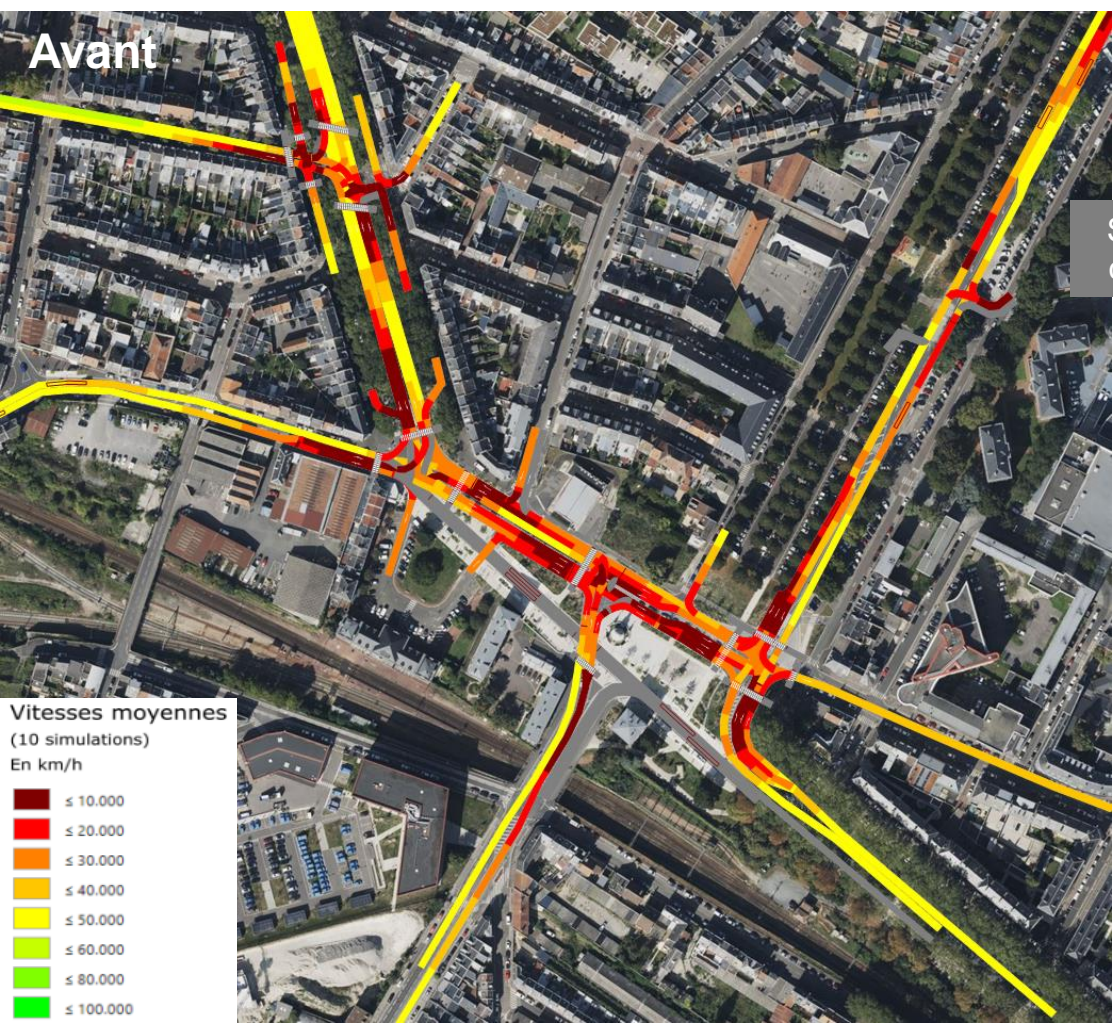 Avant
Vitesses moyennes
(10 simulations)
En km/h
≤ 10.000
≤ 20.000
≤ 30.000
≤ 40.000
≤ 50.000
≤ 60.000
≤ 80.000
≤ 100.000